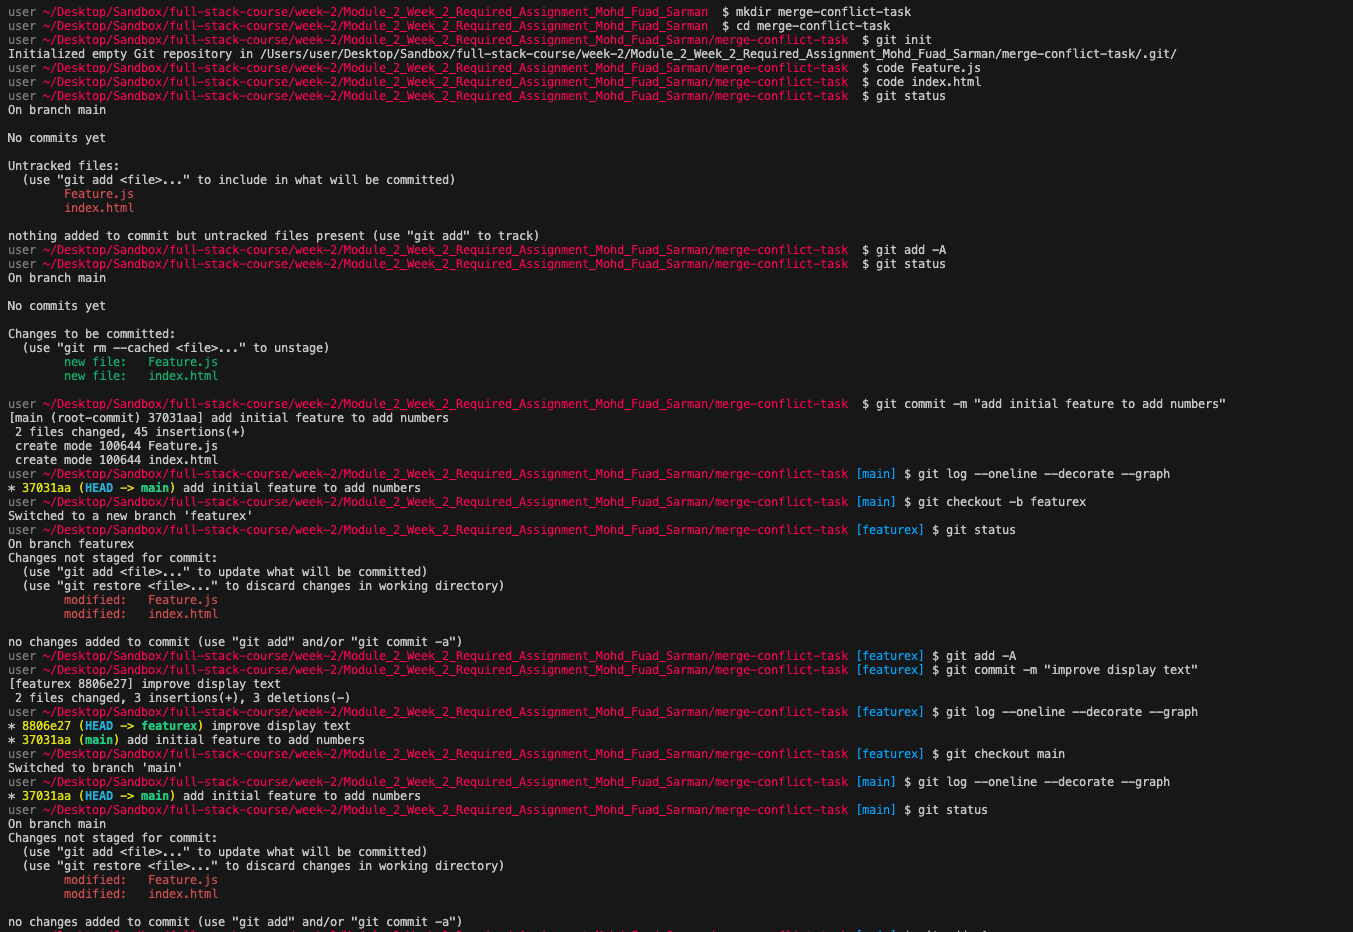 user ~/Desktop/Sandbox/full-stack-course/week-2/Module_2_Week_2_Required_Assignment_Mohd_Fuad_Sarman  $ mkdir merge-conflict-task
user ~/Desktop/Sandbox/full-stack-course/week-2/Module_2_Week_2_Required_Assignment_Mohd_Fuad_Sarman  $ cd merge-conflict-task
user ~/Desktop/Sandbox/full-stack-course/week-2/Module_2_Week_2_Required_Assignment_Mohd_Fuad_Sarman/merge-conflict-task  $ git init
Initialized empty Git repository in /Users/user/Desktop/Sandbox/full-stack-course/week-2/Module_2_Week_2_Required_Assignment_Mohd_Fuad_Sarman/merge-conflict-task/.git/
user ~/Desktop/Sandbox/full-stack-course/week-2/Module_2_Week_2_Required_Assignment_Mohd_Fuad_Sarman/merge-conflict-task  $ code Feature.js
user ~/Desktop/Sandbox/full-stack-course/week-2/Module_2_Week_2_Required_Assignment_Mohd_Fuad_Sarman/merge-conflict-task  $ code index.html
user ~/Desktop/Sandbox/full-stack-course/week-2/Module_2_Week_2_Required_Assignment_Mohd_Fuad_Sarman/merge-conflict-task  $ git status
On branch main

No commits yet

Untracked files:
  (use "git add <file>..." to include in what will be committed)
        Feature.js
        index.html

nothing added to commit but untracked files present (use "git add" to track)
user ~/Desktop/Sandbox/full-stack-course/week-2/Module_2_Week_2_Required_Assignment_Mohd_Fuad_Sarman/merge-conflict-task  $ git add -A
user ~/Desktop/Sandbox/full-stack-course/week-2/Module_2_Week_2_Required_Assignment_Mohd_Fuad_Sarman/merge-conflict-task  $ git status
On branch main

No commits yet

Changes to be committed:
  (use "git rm --cached <file>..." to unstage)
        new file:   Feature.js
        new file:   index.html

user ~/Desktop/Sandbox/full-stack-course/week-2/Module_2_Week_2_Required_Assignment_Mohd_Fuad_Sarman/merge-conflict-task  $ git commit -m "add initial feature to add numbers"
[main (root-commit) 37031aa] add initial feature to add numbers
 2 files changed, 45 insertions(+)
 create mode 100644 Feature.js
 create mode 100644 index.html
user ~/Desktop/Sandbox/full-stack-course/week-2/Module_2_Week_2_Required_Assignment_Mohd_Fuad_Sarman/merge-conflict-task [main] $ git log --oneline --decorate --graph
* 37031aa (HEAD -> main) add initial feature to add numbers
user ~/Desktop/Sandbox/full-stack-course/week-2/Module_2_Week_2_Required_Assignment_Mohd_Fuad_Sarman/merge-conflict-task [main] $ git checkout -b featurex
Switched to a new branch 'featurex'
user ~/Desktop/Sandbox/full-stack-course/week-2/Module_2_Week_2_Required_Assignment_Mohd_Fuad_Sarman/merge-conflict-task [featurex] $ git status
On branch featurex
Changes not staged for commit:
  (use "git add <file>..." to update what will be committed)
  (use "git restore <file>..." to discard changes in working directory)
        modified:   Feature.js
        modified:   index.html

no changes added to commit (use "git add" and/or "git commit -a")
user ~/Desktop/Sandbox/full-stack-course/week-2/Module_2_Week_2_Required_Assignment_Mohd_Fuad_Sarman/merge-conflict-task [featurex] $ git add -A
user ~/Desktop/Sandbox/full-stack-course/week-2/Module_2_Week_2_Required_Assignment_Mohd_Fuad_Sarman/merge-conflict-task [featurex] $ git commit -m "improve display text"
[featurex 8806e27] improve display text
 2 files changed, 3 insertions(+), 3 deletions(-)
user ~/Desktop/Sandbox/full-stack-course/week-2/Module_2_Week_2_Required_Assignment_Mohd_Fuad_Sarman/merge-conflict-task [featurex] $ git log --oneline --decorate --graph
* 8806e27 (HEAD -> featurex) improve display text
* 37031aa (main) add initial feature to add numbers
user ~/Desktop/Sandbox/full-stack-course/week-2/Module_2_Week_2_Required_Assignment_Mohd_Fuad_Sarman/merge-conflict-task [featurex] $ git checkout main
Switched to branch 'main'
user ~/Desktop/Sandbox/full-stack-course/week-2/Module_2_Week_2_Required_Assignment_Mohd_Fuad_Sarman/merge-conflict-task [main] $ git log --oneline --decorate --graph
* 37031aa (HEAD -> main) add initial feature to add numbers
user ~/Desktop/Sandbox/full-stack-course/week-2/Module_2_Week_2_Required_Assignment_Mohd_Fuad_Sarman/merge-conflict-task [main] $ git status
On branch main
Changes not staged for commit:
  (use "git add <file>..." to update what will be committed)
  (use "git restore <file>..." to discard changes in working directory)
        modified:   Feature.js
        modified:   index.html

no changes added to commit (use "git add" and/or "git commit -a")